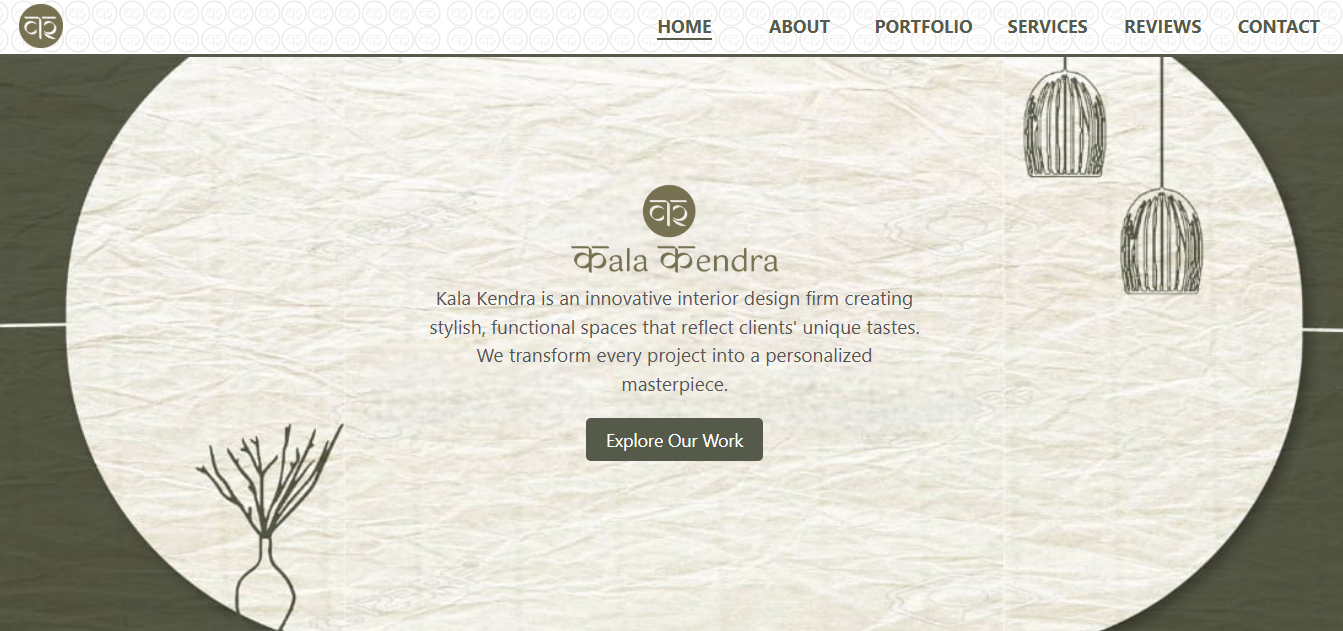 HOME ABOUT PORTFOLIO SERVICES REVIEWS CONTACT
कala कendra
Kala Kendra is an innovative interior design firm creating
stylish, functional spaces that reflect clients' unique tastes.
We transform every project into a personalized
masterpiece.
Explore Our Work